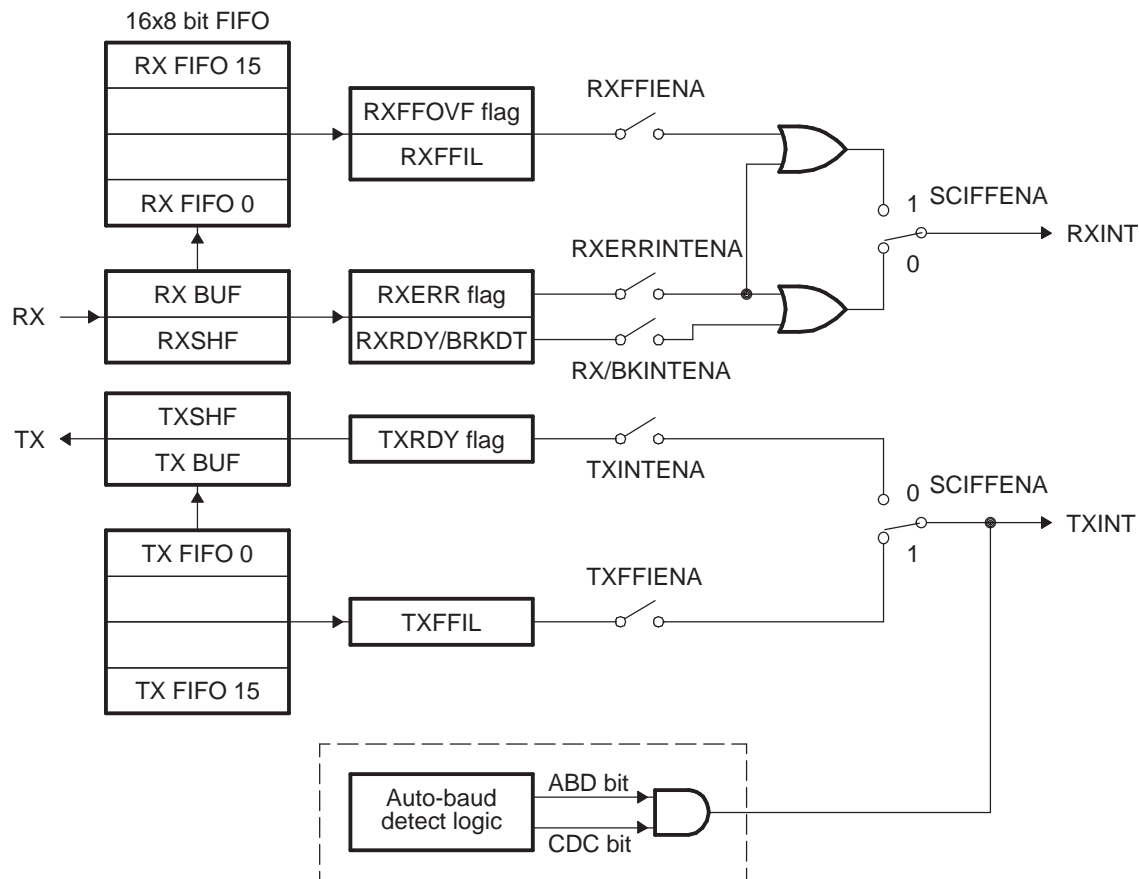 16x8 bit FIFO
RX FIFO 15
RX FIFO 0
RXFFOVF flag
RXFFIL
RXFFIENA
1
SCIFFENA
0
RXINT
RX
RX BUF
RXSHF
RXERR flag
RXRDY/BRKDT
RXERRINTENA
RX/BKINTENA
TX
TXSHF
TX BUF
TXRDY flag
TXINTENA
0
SCIFFENA
1
TXINT
TX FIFO 0
TX FIFO 15
TXFFIL
TXFFIENA
Auto-baud
detect logic
ABD bit
CDC bit